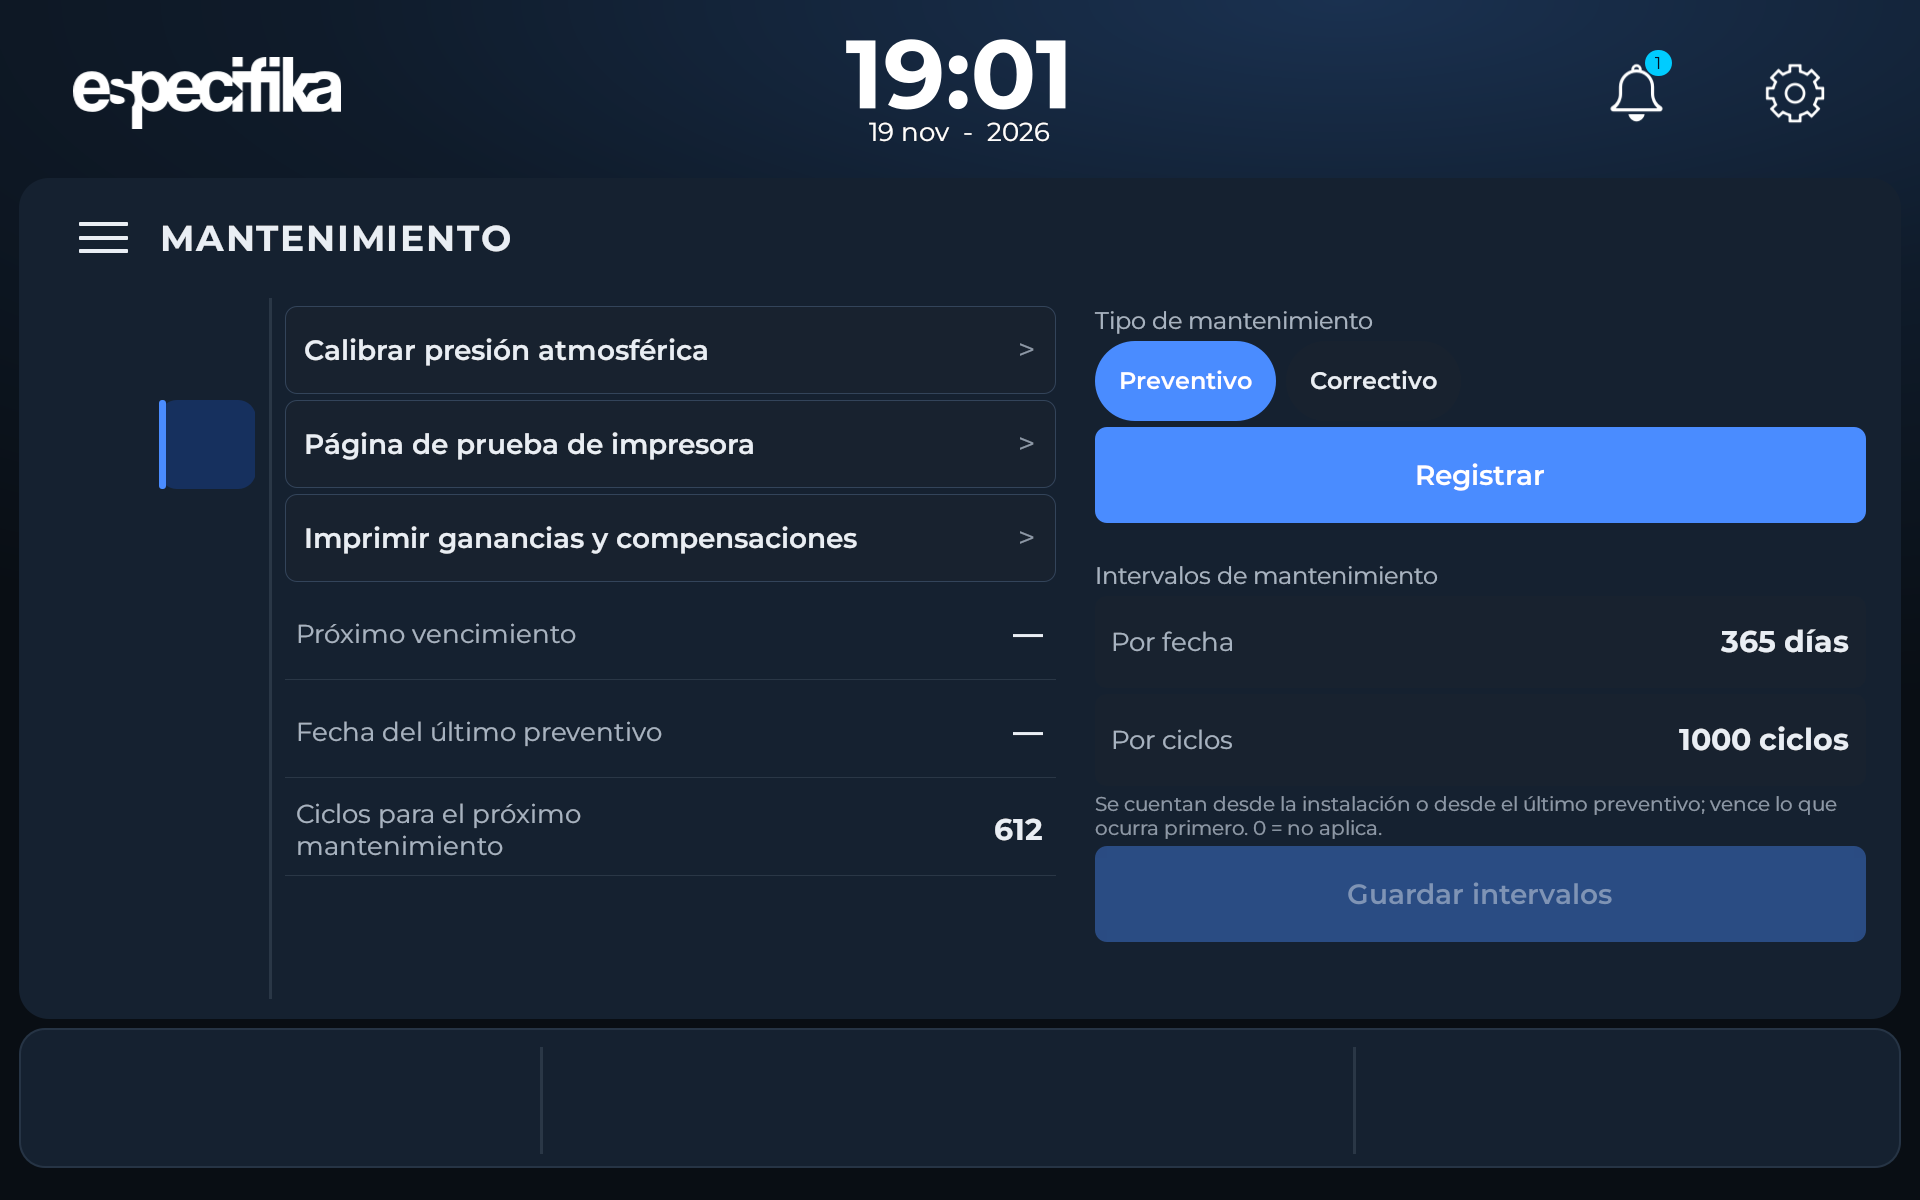 especifika
19:01
19 nov - 2026
1
MANTENIMIENTO
Calibrar presión atmosférica >
Página de prueba de impresora >
Imprimir ganancias y compensaciones >
Próximo vencimiento —
Fecha del último preventivo —
Ciclos para el próximo
mantenimiento
612
Tipo de mantenimiento
Preventivo Correctivo
Registrar
Intervalos de mantenimiento
Por fecha 365 días
Por ciclos 1000 ciclos
Se cuentan desde la instalación o desde el último preventivo; vence lo que
ocurra primero. 0 = no aplica.
Guardar intervalos